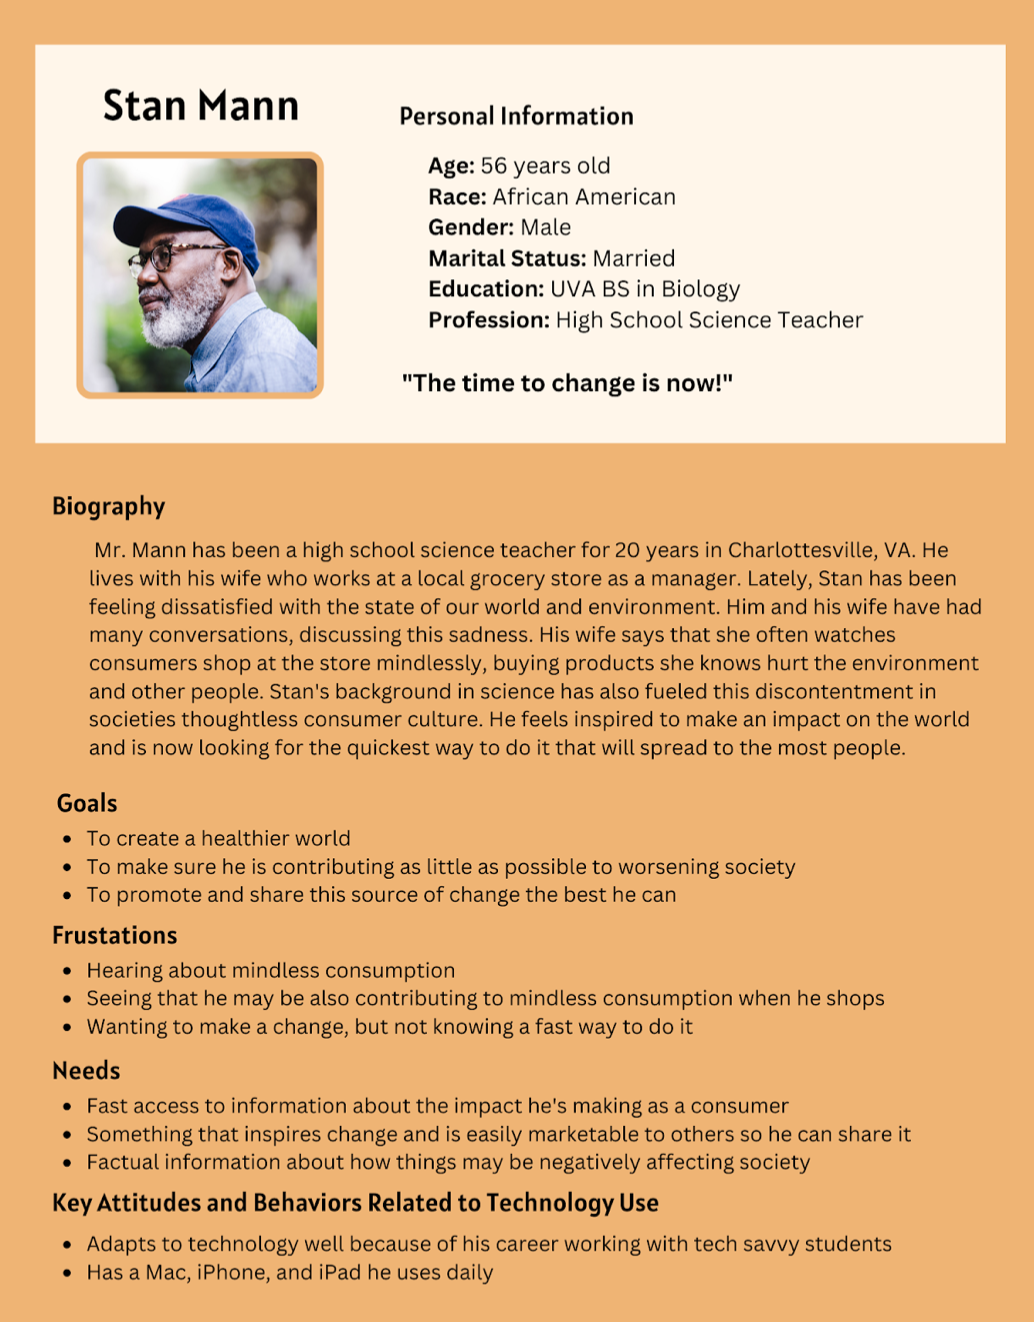 Stan Mann
Personal Information
Age: 56 years old
Race: African American
Gender: Male
Marital Status: Married
Education: UVA BS in Biology
Profession: High School Science Teacher
"The time to change is now!"
Biography
Mr. Mann has been a high school science teacher for 20 years in Charlottesville, VA. He
lives with his wife who works at a local grocery store as a manager. Lately, Stan has been
feeling dissatisfied with the state of our world and environment. Him and his wife have had
many conversations, discussing this sadness. His wife says that she often watches
consumers shop at the store mindlessly, buying products she knows hurt the environment
and other people. Stan's background in science has also fueled this discontentment in
societies thoughtless consumer culture. He feels inspired to make an impact on the world
and is now looking for the quickest way to do it that will spread to the most people.
Goals
• To create a healthier world
• To make sure he is contributing as little as possible to worsening society
• To promote and share this source of change the best he can
Frustations
• Hearing about mindless consumption
• Seeing that he may be also contributing to mindless consumption when he shops
• Wanting to make a change, but not knowing a fast way to do it
Needs
• Fast access to information about the impact he's making as a consumer
• Something that inspires change and is easily marketable to others so he can share it
• Factual information about how things may be negatively affecting society
Key Attitudes and Behaviors Related to Technology Use
• Adapts to technology well because of his career working with tech savvy students
• Has a Mac, iPhone, and iPad he uses daily